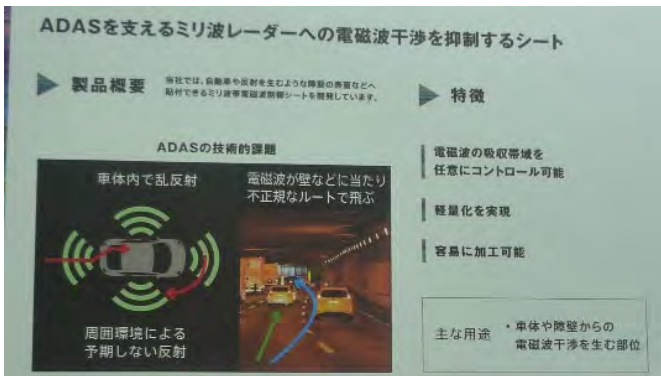 ADASを支えるミリ波レーダーへの電磁波干渉を抑制するシート
製品概要
当社では、自動車や反射を生むような障壁の表面などへ
貼付できるミリ波帯電磁波制御シートを開発しています。
ADASの技術的課題
車体内で乱反射
周囲環境による
予期しない反射
電磁波が壁などに当たり
不正規なルートで飛ぶ
特徴
電磁波の吸収帯域を
任意にコントロール可能
軽量化を実現
容易に加工可能
主な用途
・車体や障壁からの
電磁波干渉を生む部位